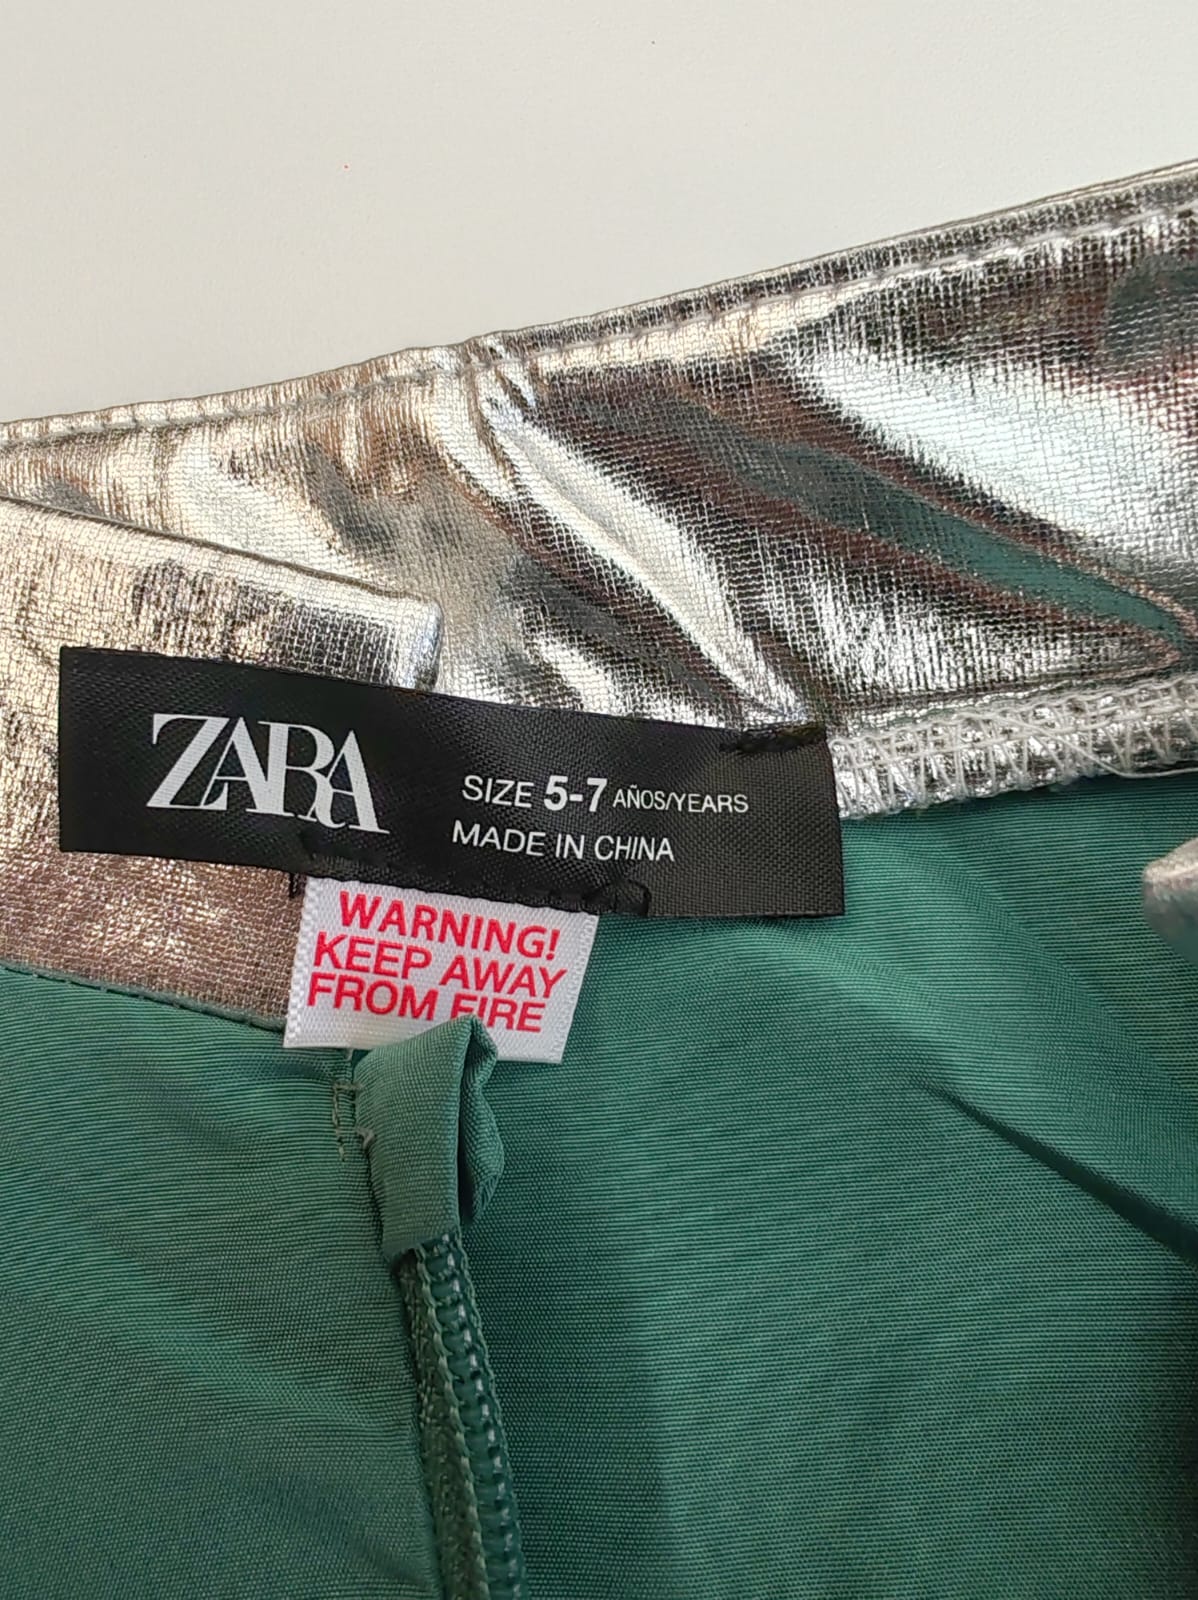 ZARA
SIZE 5-7 AÑOS/YEARS
MADE IN CHINA
WARNING!
KEEP AWAY
FROM FIRE